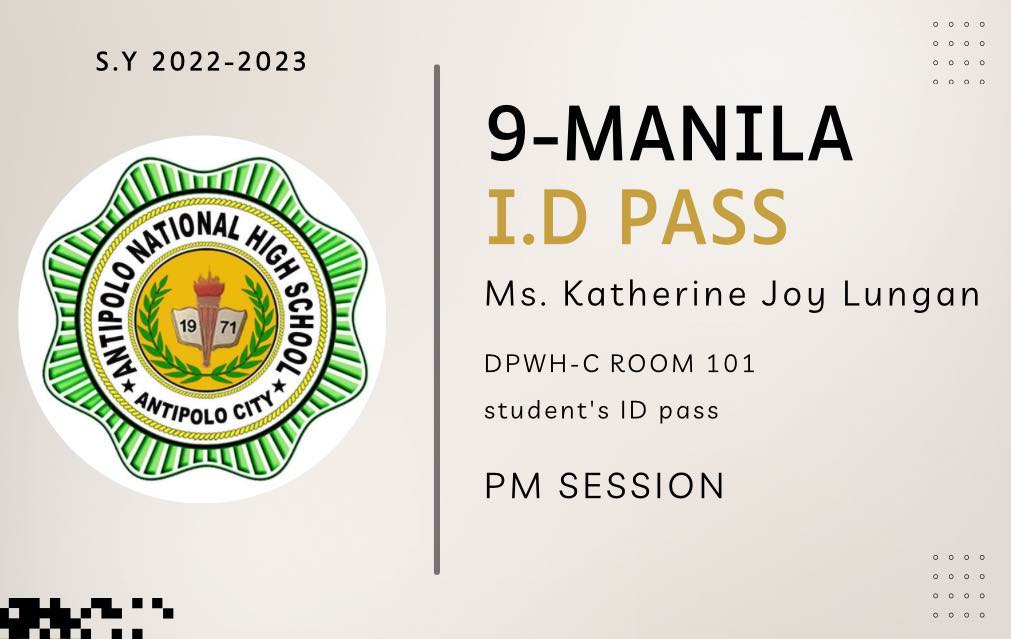 S.Y 2022-2023
ANTIPOLO NATIONAL HIGH SCHOOL
19 71
ANTIPOLO CITY
9-MANILA
I.D PASS
Ms. Katherine Joy Lungan
DPWH-C ROOM 101
student's ID pass
PM SESSION